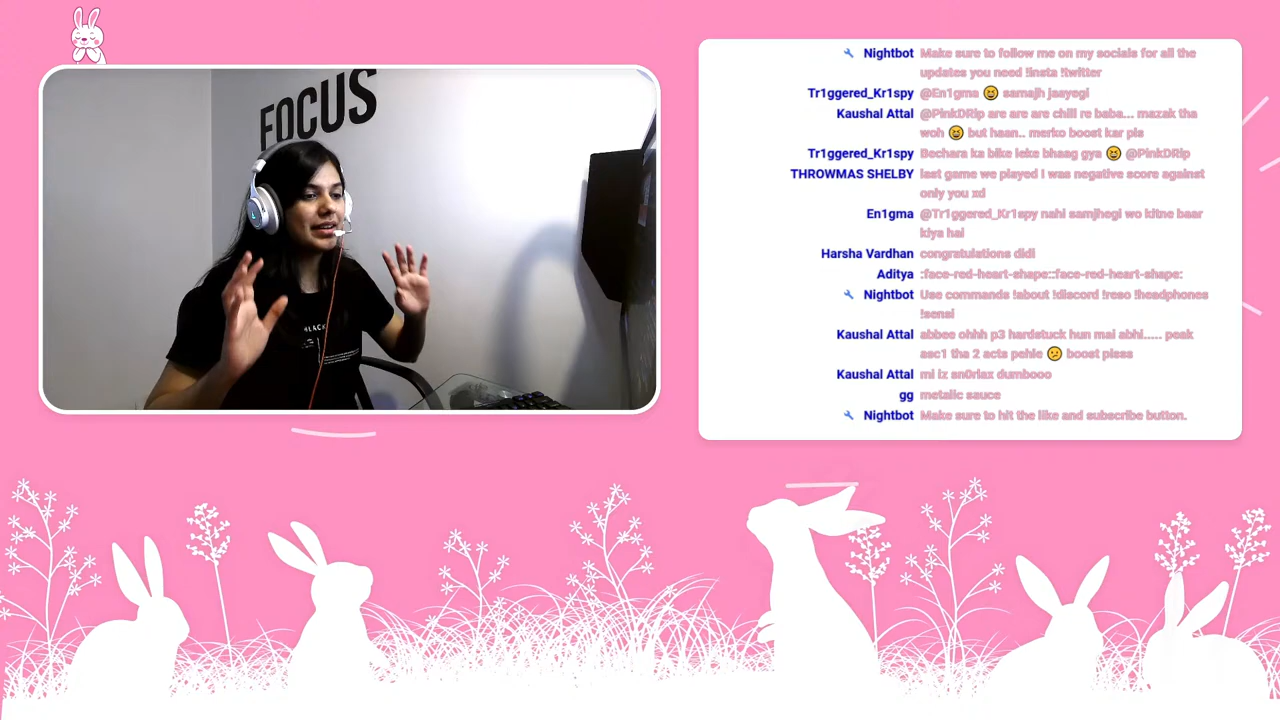 FOCUS
Nightbot Make sure to follow me on my socials for all the
updates you need !insta !twitter
Tr1ggered_Kr1spy @En1gma 😆 samajh jaayegi
Kaushal Attal @PinkDRip are are are chill re baba... mazak tha
woh 😆 but haan.. merko boost kar pls
Tr1ggered_Kr1spy Bechara ka bike leke bhaag gya 😆 @PinkDRip
THROWMAS SHELBY last game we played I was negative score against
only you xd
En1gma @Tr1ggered_Kr1spy nahi samjhegi wo kitne baar
kiya hai
Harsha Vardhan congratulations didi
Aditya :face-red-heart-shape::face-red-heart-shape:
Nightbot Use commands !about !discord !reso !headphones
!sensi
Kaushal Attal abbee ohhh p3 hardstuck hun mai abhi..... peak
asc1 tha 2 acts pehle 😕 boost plsss
Kaushal Attal mi iz sn0rlax dumbooo
gg metalic sauce
Nightbot Make sure to hit the like and subscribe button.